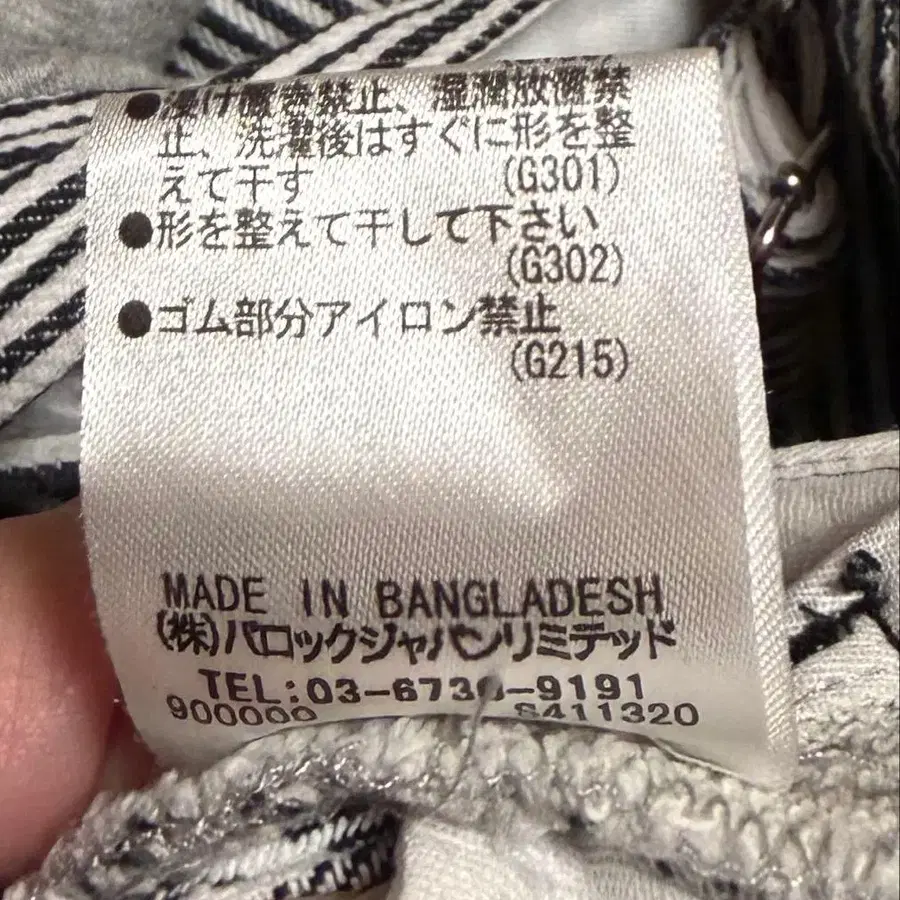 ●漬け置き禁止、湿潤放置禁
止、洗濯後はすぐに形を整
えて干す (G301)
●形を整えて干して下さい
(G302)
●ゴム部分アイロン禁止
(G215)
MADE IN BANGLADESH
(株)バロックジャパンリミテッド
TEL:03-6730-9191
900000 8411320